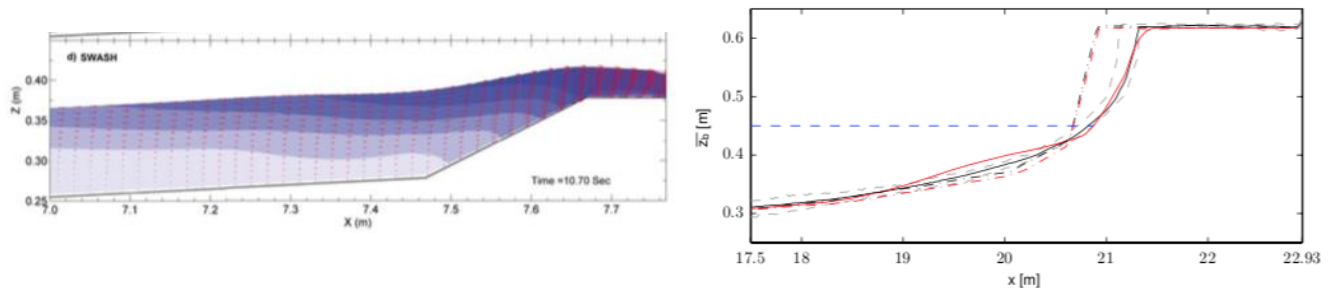 d) SWASH
Z (m)
0.40
0.35
0.30
0.25
Time =10.70 Sec
7.0 7.1 7.2 7.3 7.4 7.5 7.6 7.7
X (m)
z̅b [m]
0.6
0.5
0.4
0.3
17.5 18 19 20 21 22 22.93
x [m]